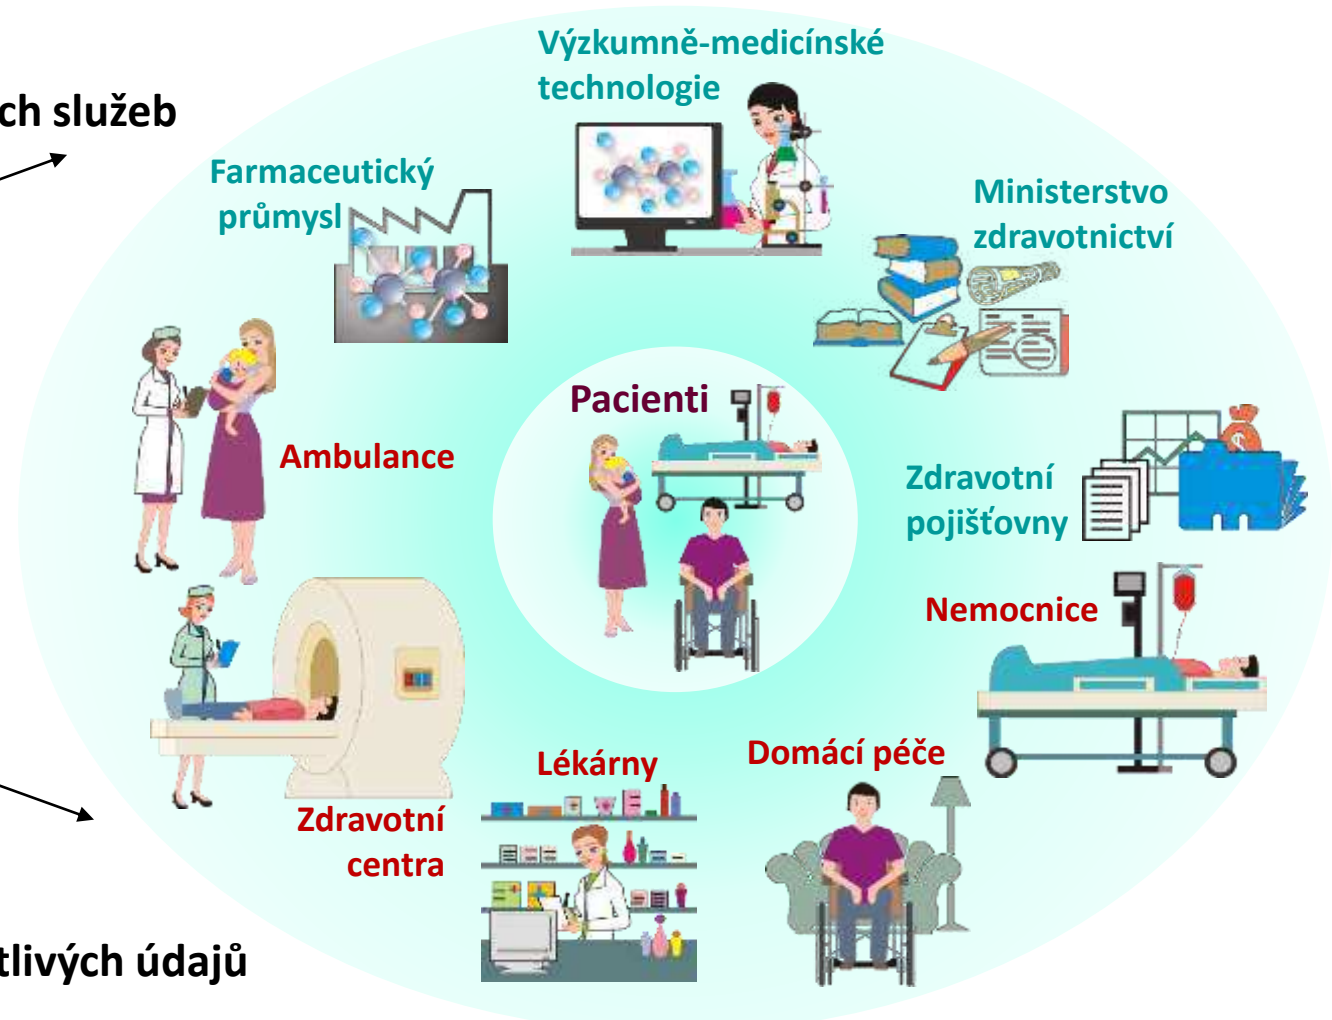 Výzkumně-medicínské
technologie
ch služeb
Farmaceutický
průmysl
Ministerstvo
zdravotnictví
Pacienti
Ambulance
Zdravotní
pojišťovny
Nemocnice
Domácí péče
Lékárny
Zdravotní
centra
tlivých údajů